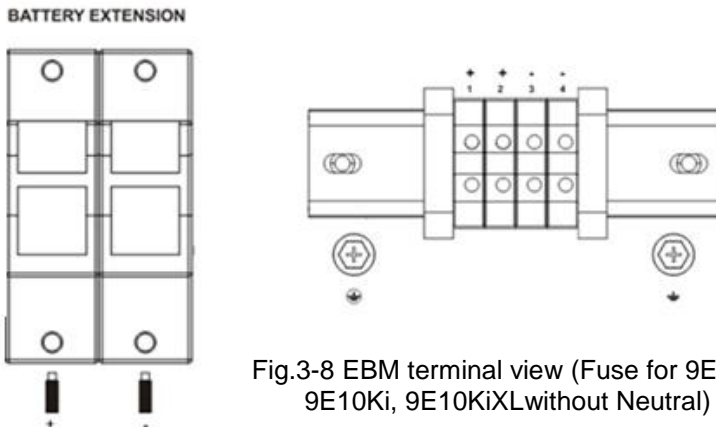 BATTERY EXTENSION
+ + - -
1 2 3 4
+ -
Fig.3-8 EBM terminal view (Fuse for 9E
9E10Ki, 9E10KiXLwithout Neutral)